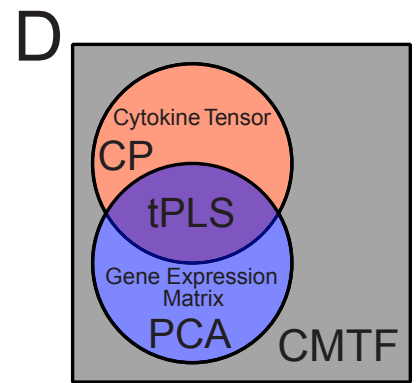 D
Cytokine Tensor
CP
tPLS
Gene Expression
Matrix
PCA
CMTF